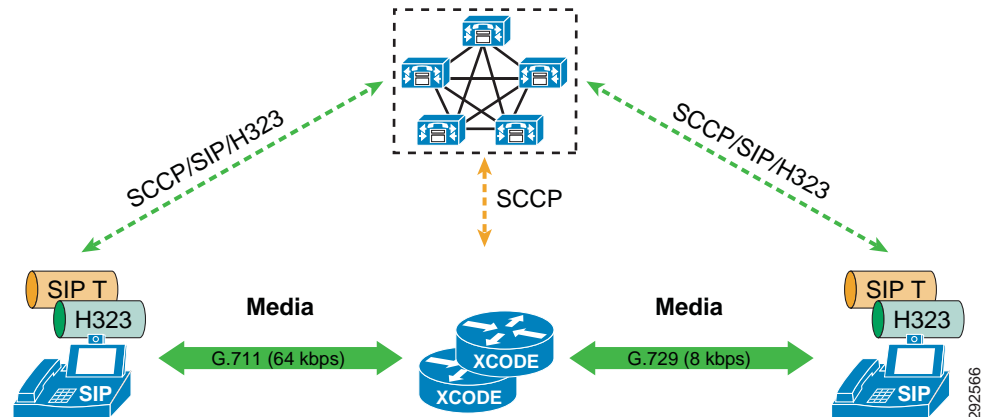 SCCP/SIP/H323
SCCP/SIP/H323
SCCP
SIP T
H323
SIP
Media
G.711 (64 kbps)
XCODE
XCODE
Media
G.729 (8 kbps)
SIP T
H323
SIP
292566